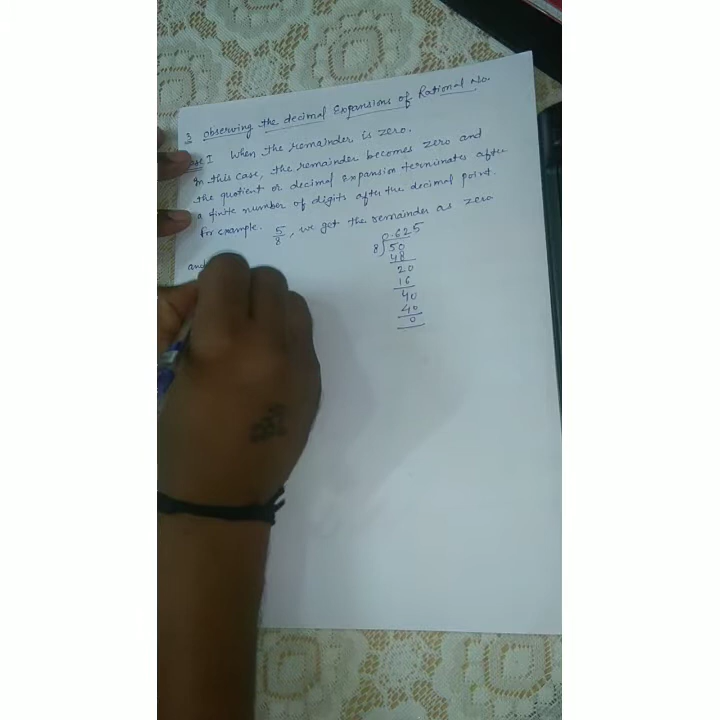 3 observing the decimal Expansions of Rational No.
Case I When the remainder is zero.
In this case, the remainder becomes zero and
the quotient or decimal Expansion terminates after
a finite number of digits after the decimal point.
For example. 5/8, we get the remainder as zero
0.625
8)50
48
20
16
40
40
0
and